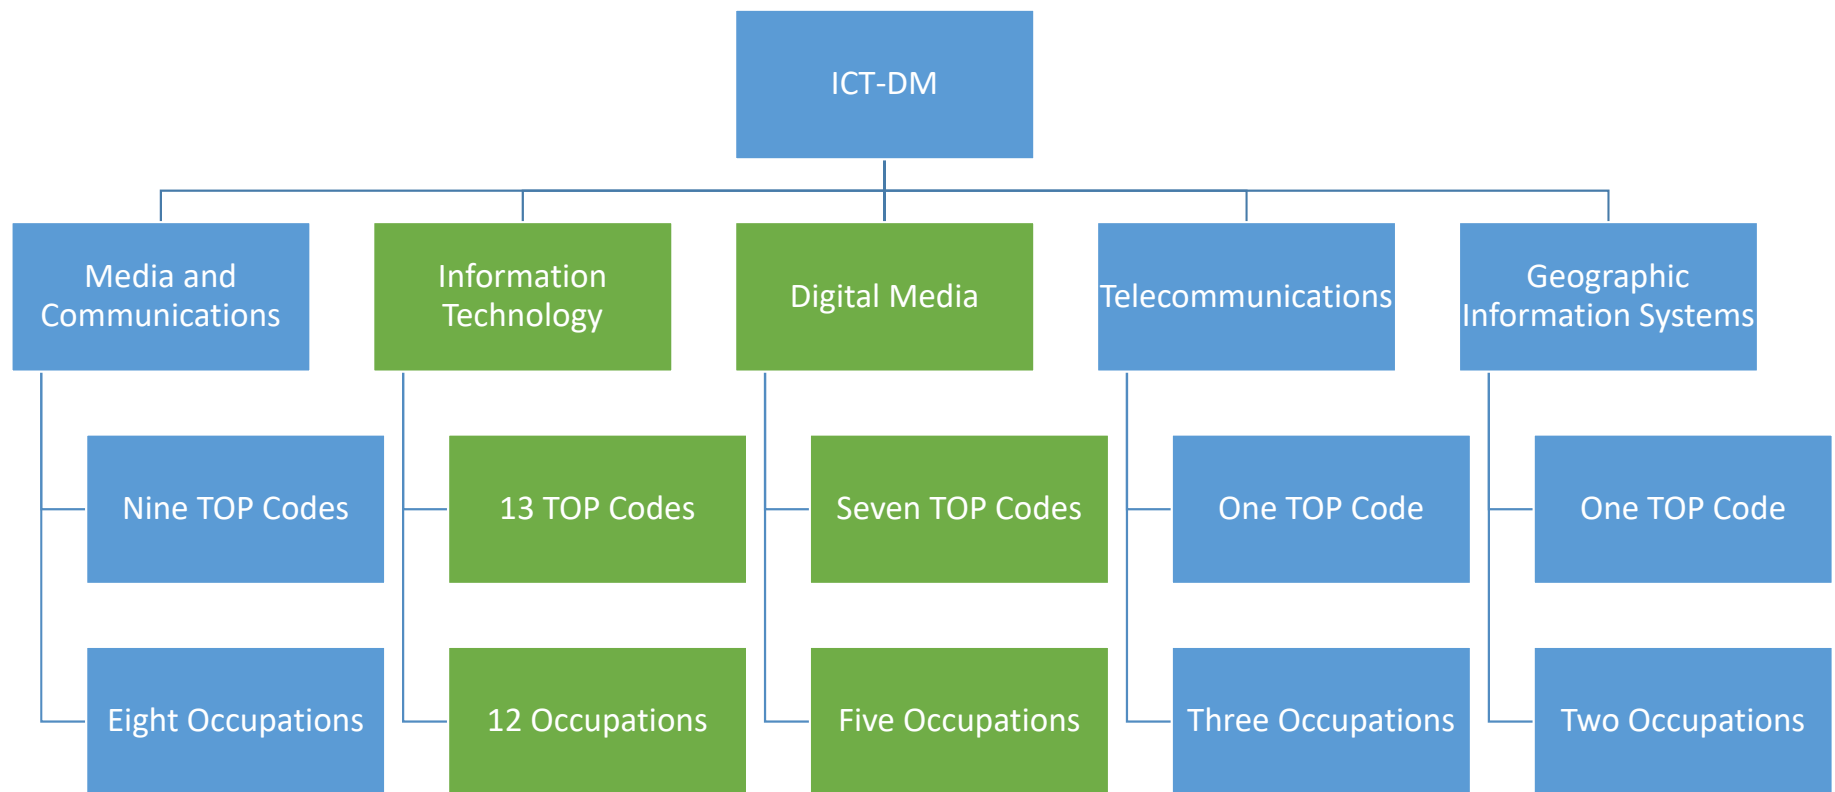 ICT-DM
Media and
Communications
Information
Technology
Digital Media
Telecommunications
Geographic
Information Systems
Nine TOP Codes
13 TOP Codes
Seven TOP Codes
One TOP Code
One TOP Code
Eight Occupations
12 Occupations
Five Occupations
Three Occupations
Two Occupations